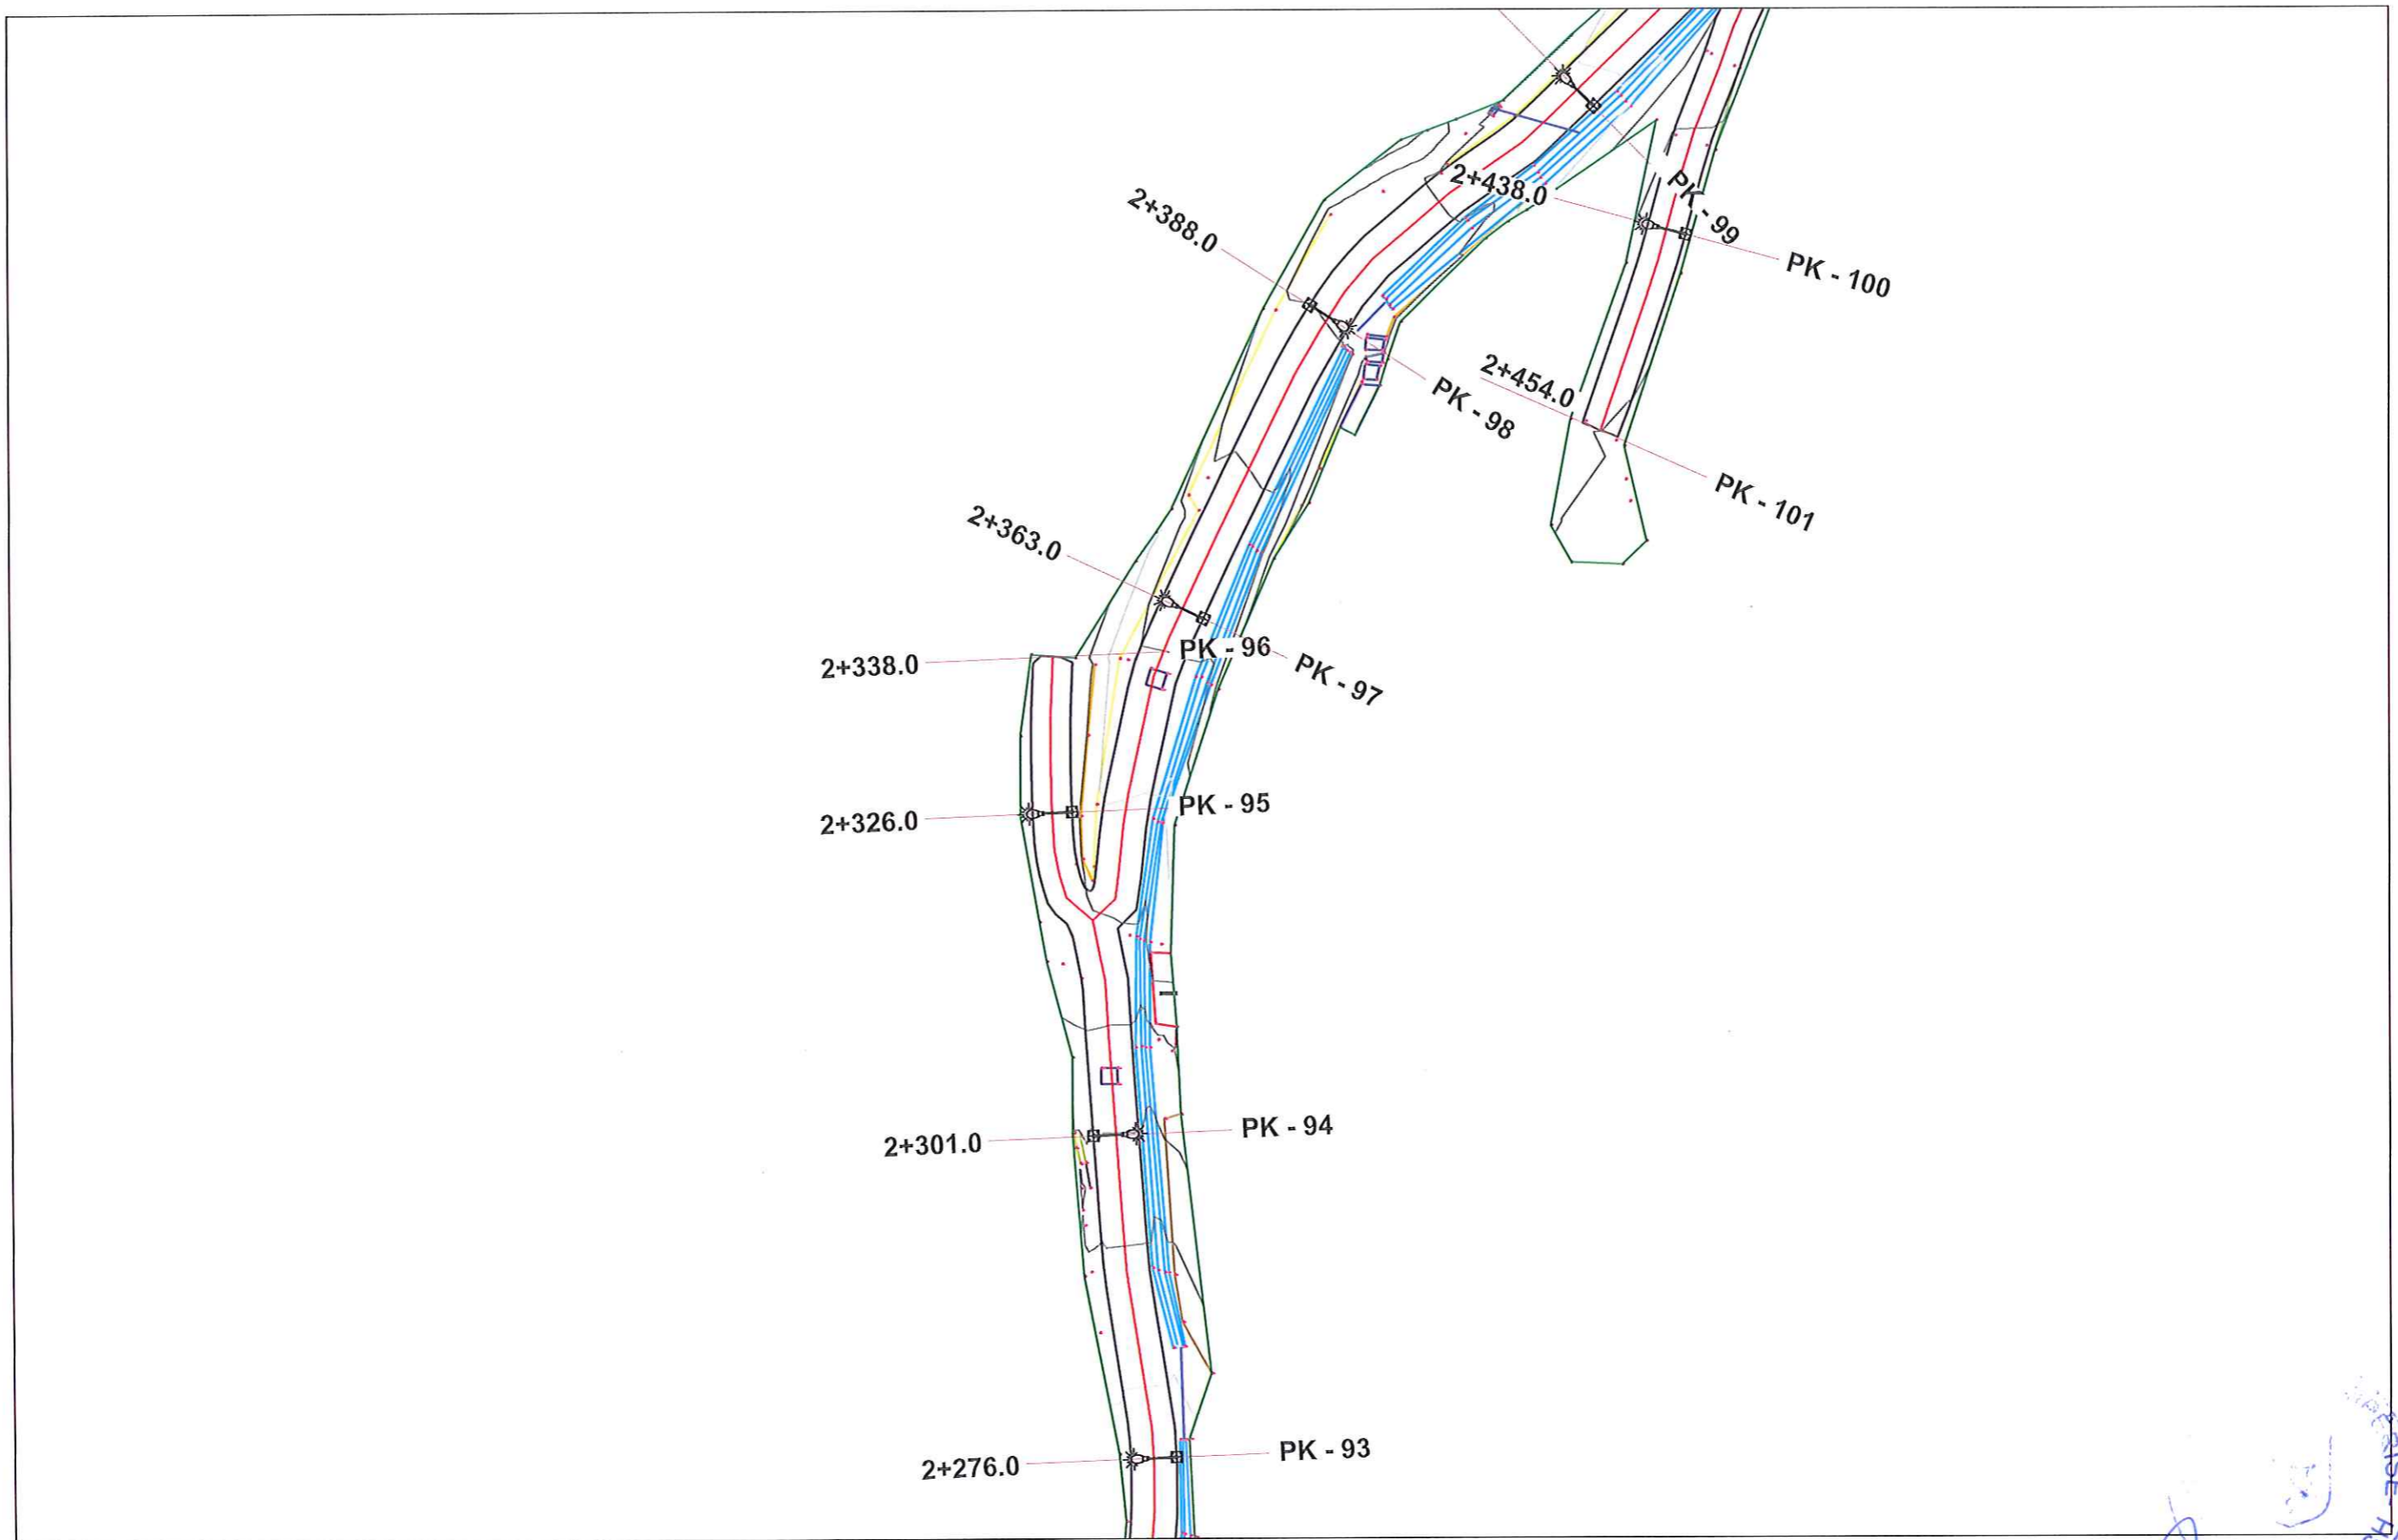 2+438.0
PK - 99
2+388.0
PK - 100
2+454.0
PK - 98
PK - 101
2+363.0
PK - 96
2+338.0
PK - 97
PK - 95
2+326.0
PK - 94
2+301.0
PK - 93
2+276.0